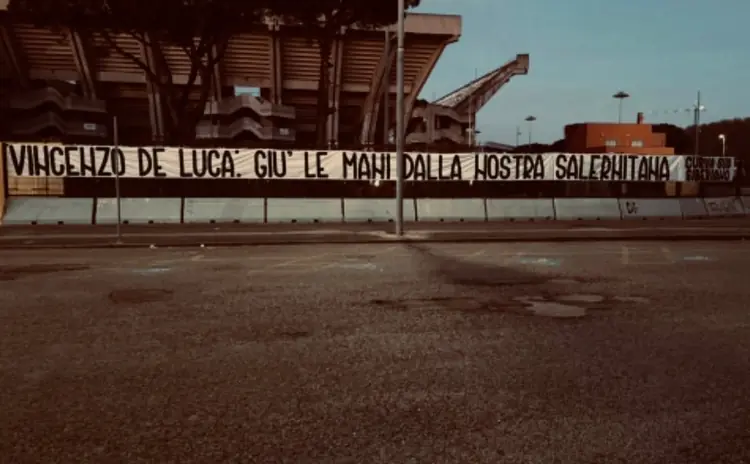 VINCENZO DE LUCA: GIU' LE MANI DALLA NOSTRA SALERNITANA
CURVA SUD
SIBERIANO